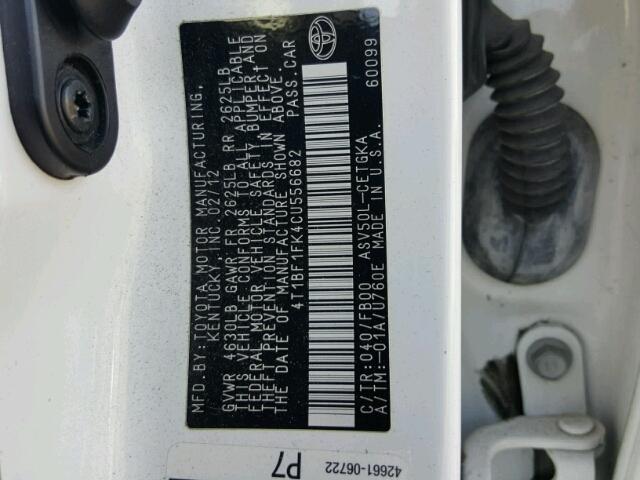 MFD. BY: TOYOTA MOTOR MANUFACTURING,
KENTUCKY, INC. 02/12
GVWR 4630LB GAWR FR 2625LB RR 2625LB
THIS VEHICLE CONFORMS TO ALL APPLICABLE
FEDERAL MOTOR VEHICLE SAFETY, BUMPER, AND
THEFT PREVENTION STANDARDS IN EFFECT ON
THE DATE OF MANUFACTURE SHOWN ABOVE.
4T1BF1FK4CU556682 PASS. CAR
C/TR: 040/FB00 ASV50L-CETGKA
A/TM: -01A/U760E MADE IN U.S.A.
60099
P7
42661-06722